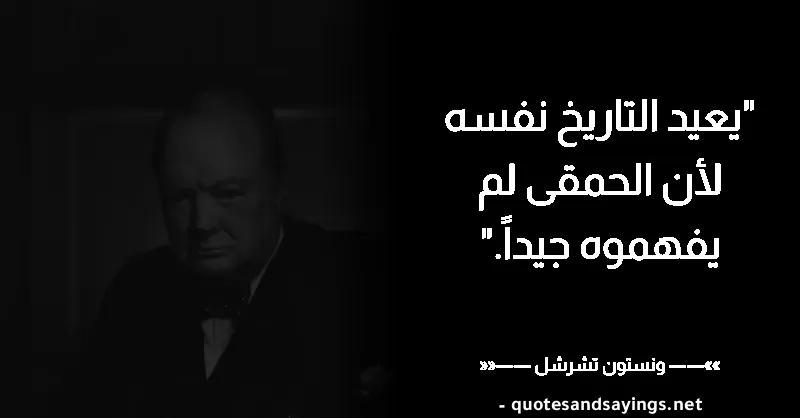 "يعيد التاريخ نفسه
لأن الحمقى لم
يفهموه جيداً."
»—— ونستون تشرشل ——««
- quotesandsayings.net